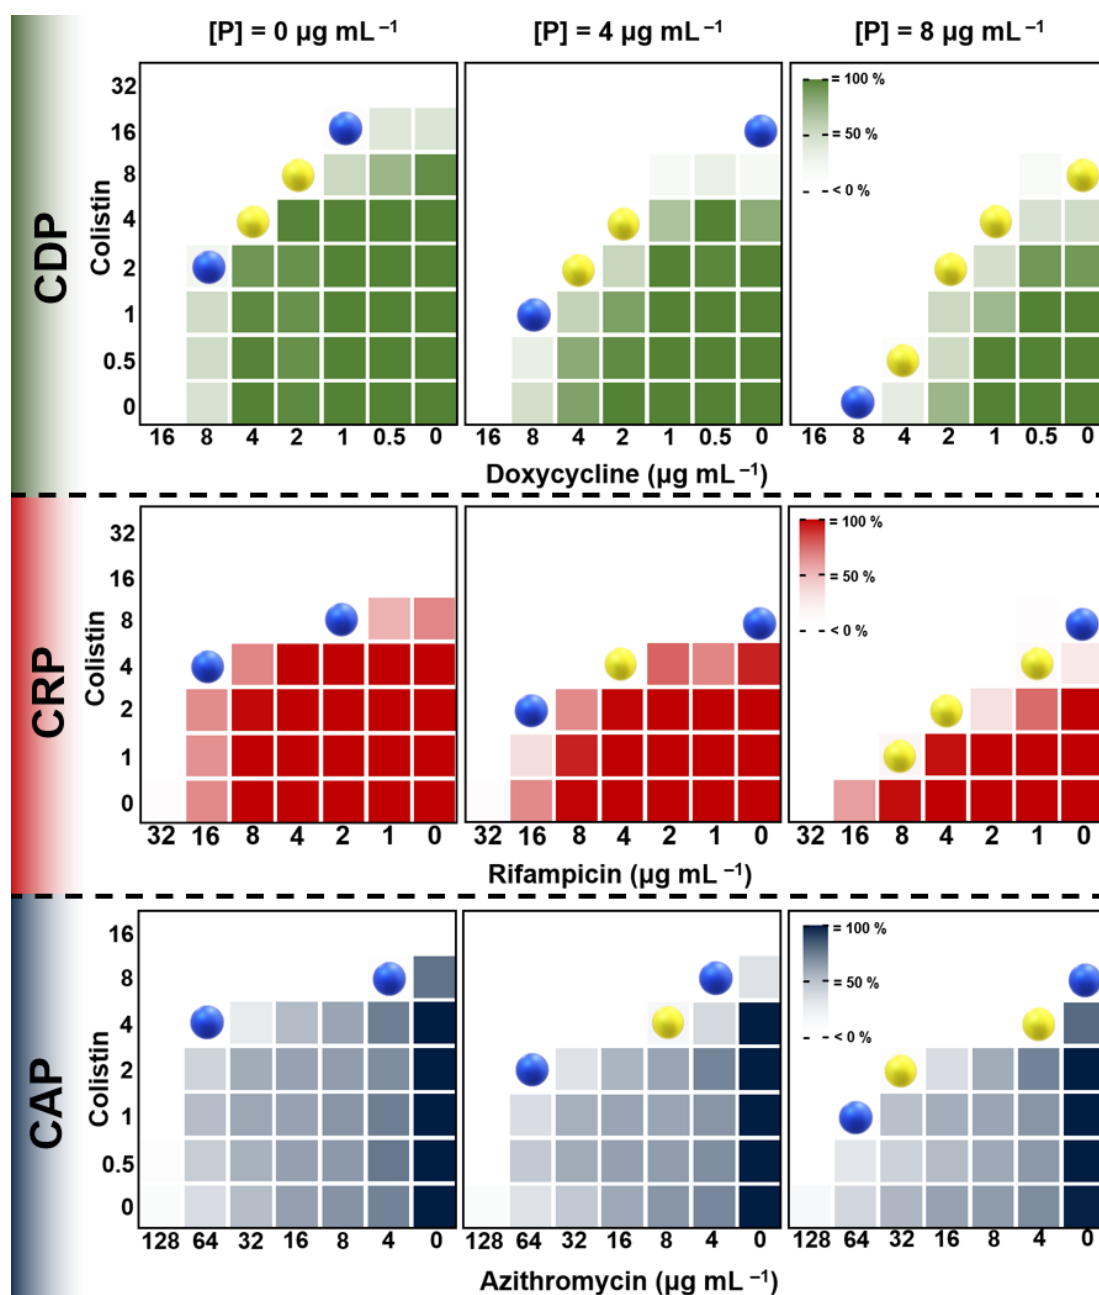 [P] = 0 µg mL⁻¹
[P] = 4 µg mL⁻¹
[P] = 8 µg mL⁻¹
CDP
Colistin
32
16
8
4
2
1
0.5
0
= 100 %
= 50 %
< 0 %
16 8 4 2 1 0.5 0
16 8 4 2 1 0.5 0
16 8 4 2 1 0.5 0
Doxycycline (µg mL⁻¹)
CRP
Colistin
32
16
8
4
2
1
0
= 100 %
= 50 %
< 0 %
32 16 8 4 2 1 0
32 16 8 4 2 1 0
32 16 8 4 2 1 0
Rifampicin (µg mL⁻¹)
CAP
Colistin
16
8
4
2
1
0.5
0
= 100 %
= 50 %
< 0 %
128 64 32 16 8 4 0
128 64 32 16 8 4 0
128 64 32 16 8 4 0
Azithromycin (µg mL⁻¹)